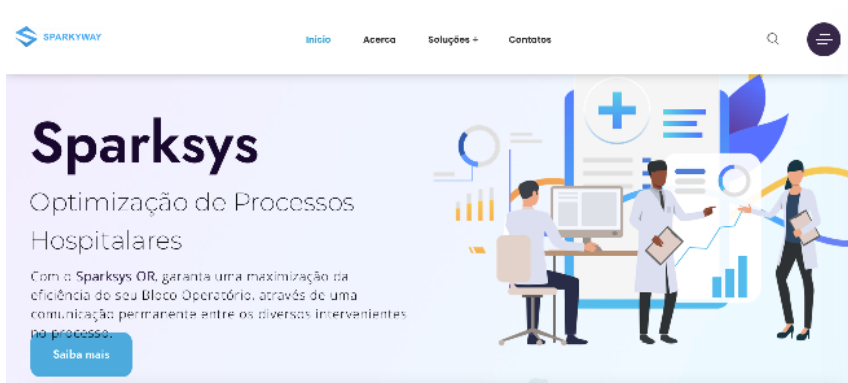 SPARKYWAY
Início
Acerca
Soluções +
Contatos
Sparksys
Optimização de Processos
Hospitalares
Com o Sparksys OR, garanta uma maximização da
eficiência do seu Bloco Operatório, através de uma
comunicação permanente entre os diversos intervenientes
no processo.
Saiba mais